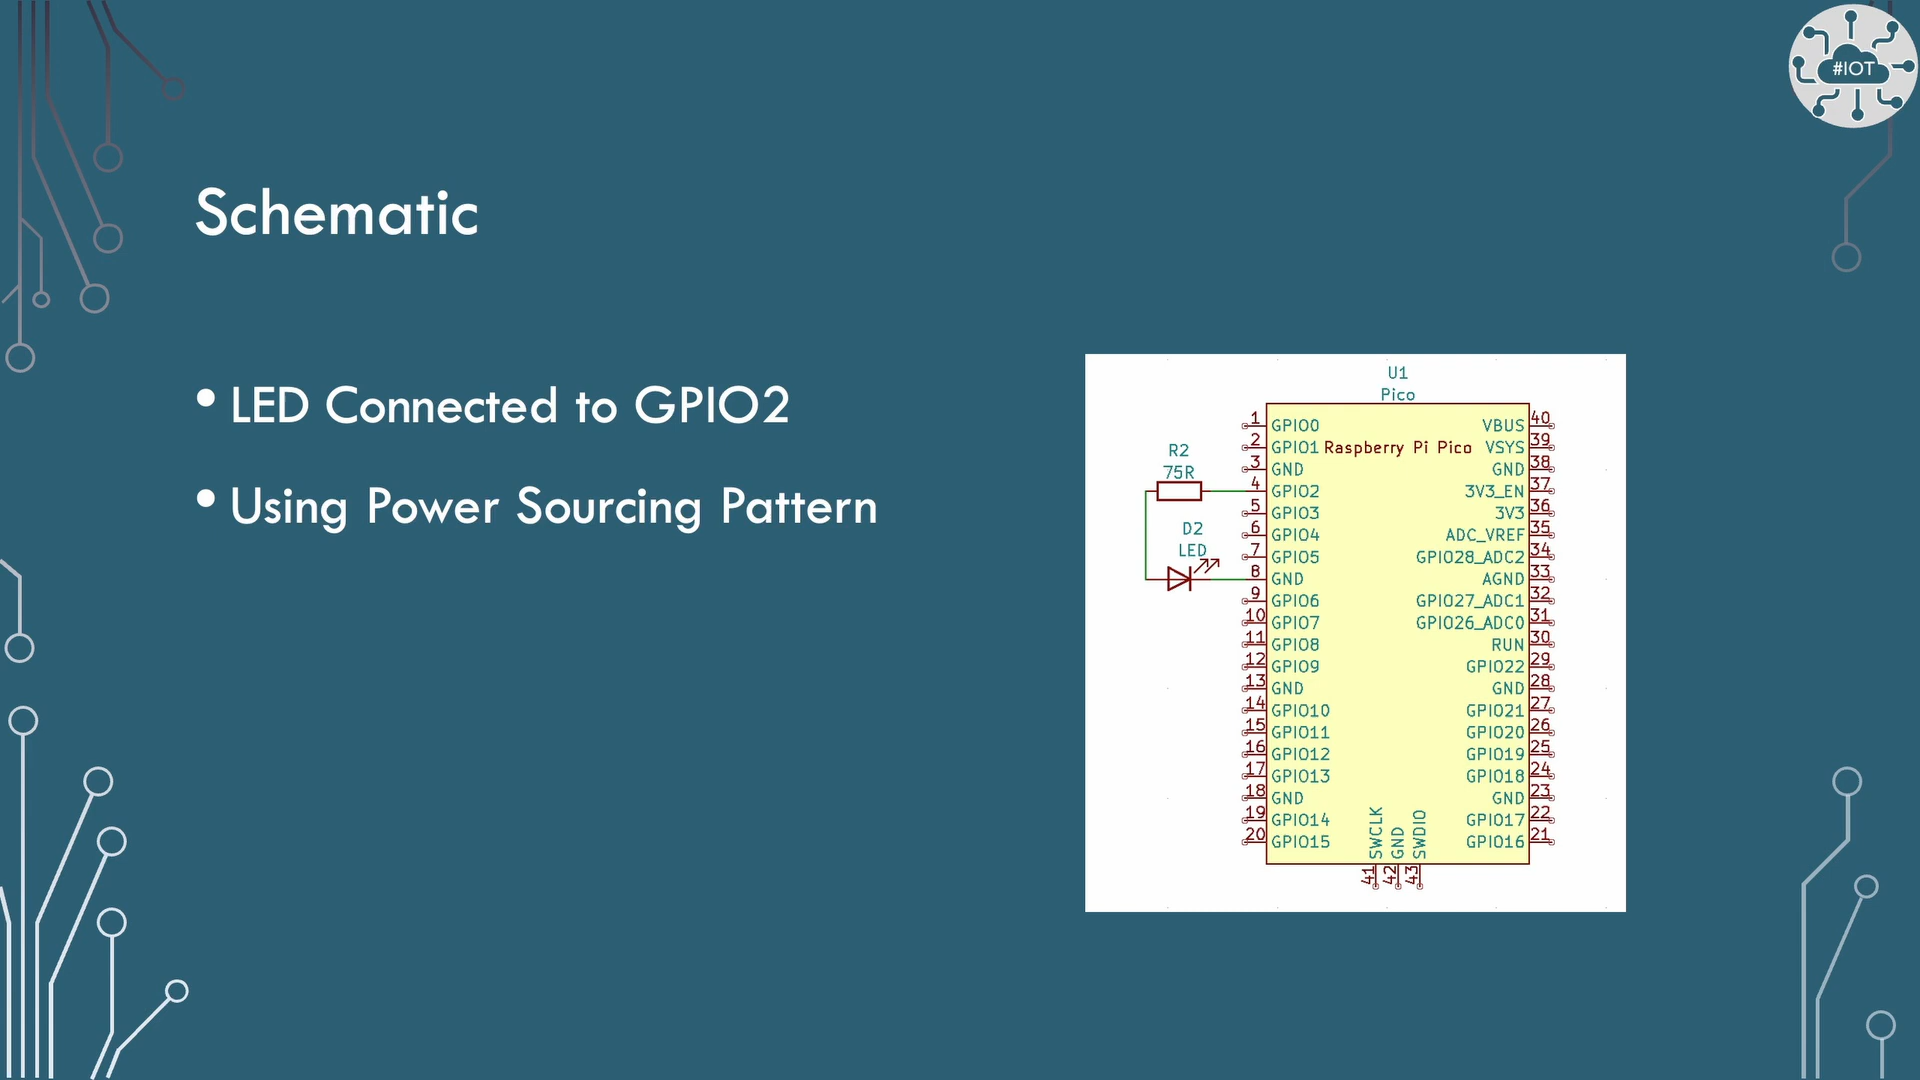 #IOT
Schematic
• LED Connected to GPIO2
• Using Power Sourcing Pattern
U1
Pico
Raspberry Pi Pico
R2
75R
D2
LED
1 GPIO0
2 GPIO1
3 GND
4 GPIO2
5 GPIO3
6 GPIO4
7 GPIO5
8 GND
9 GPIO6
10 GPIO7
11 GPIO8
12 GPIO9
13 GND
14 GPIO10
15 GPIO11
16 GPIO12
17 GPIO13
18 GND
19 GPIO14
20 GPIO15
VBUS 40
VSYS 39
GND 38
3V3_EN 37
3V3 36
ADC_VREF 35
GPIO28_ADC2 34
AGND 33
GPIO27_ADC1 32
GPIO26_ADC0 31
RUN 30
GPIO22 29
GND 28
GPIO21 27
GPIO20 26
GPIO19 25
GPIO18 24
GND 23
GPIO17 22
GPIO16 21
SWCLK 41
GND 42
SWDIO 43